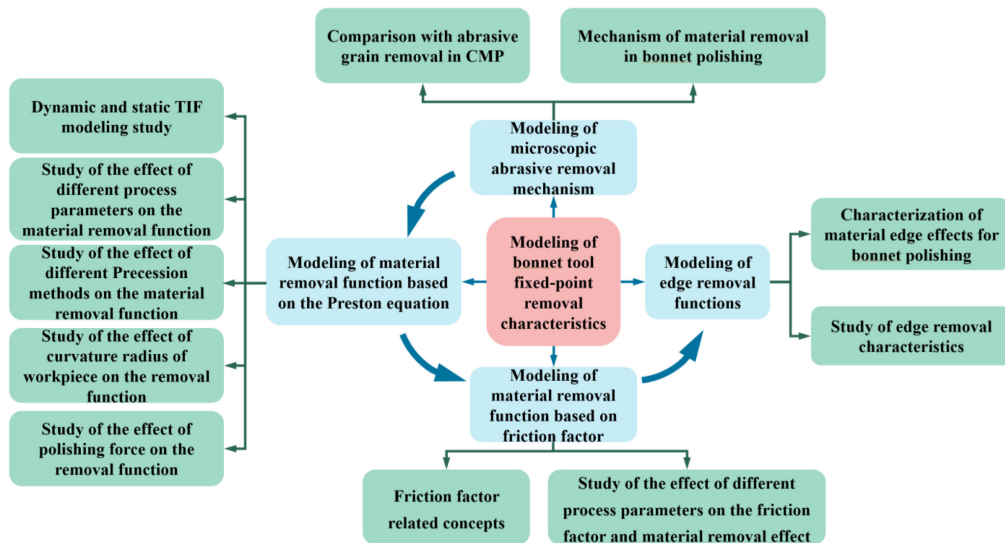 Comparison with abrasive
grain removal in CMP
Mechanism of material removal
in bonnet polishing
Dynamic and static TIF
modeling study
Study of the effect of
different process
parameters on the
material removal function
Study of the effect of
different Precession
methods on the material
removal function
Study of the effect of
curvature radius of
workpiece on the removal
function
Study of the effect of
polishing force on the
removal function
Modeling of
microscopic
abrasive removal
mechanism
Modeling of material
removal function based
on the Preston equation
Modeling of
bonnet tool
fixed-point
removal
characteristics
Modeling of
edge removal
functions
Characterization of
material edge effects for
bonnet polishing
Study of edge removal
characteristics
Modeling of
material removal
function based on
friction factor
Friction factor
related concepts
Study of the effect of different
process parameters on the friction
factor and material removal effect